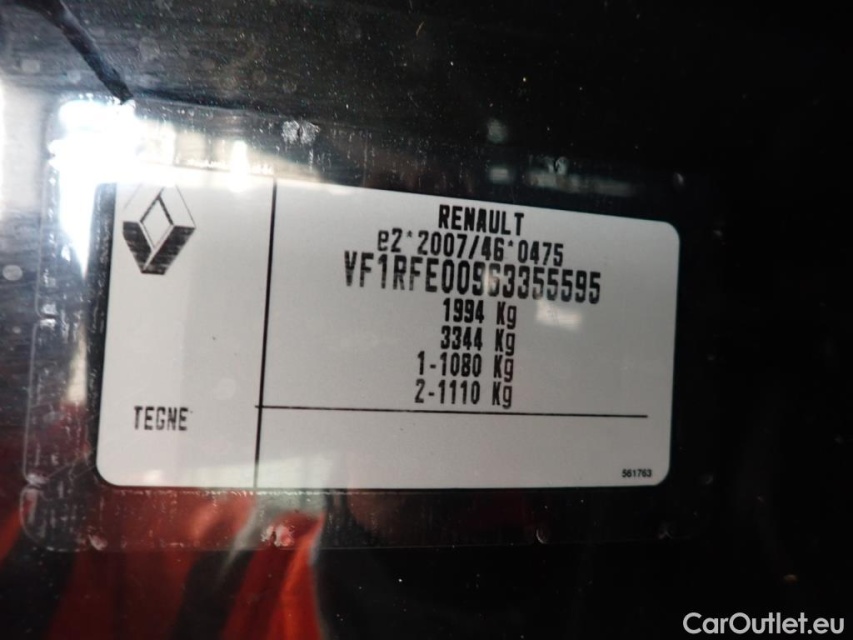 RENAULT
e2*2007/46*0475
VF1RFE00963355595
1994 Kg
3344 Kg
1-1080 Kg
2-1110 Kg
TEGNE
561763
CarOutlet.eu